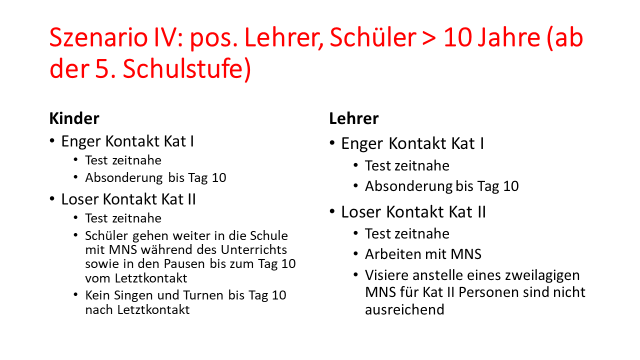 Szenario IV: pos. Lehrer, Schüler > 10 Jahre (ab
der 5. Schulstufe)
Kinder
• Enger Kontakt Kat I
• Test zeitnahe
• Absonderung bis Tag 10
• Loser Kontakt Kat II
• Test zeitnahe
• Schüler gehen weiter in die Schule
mit MNS während des Unterrichts
sowie in den Pausen bis zum Tag 10
vom Letztkontakt
• Kein Singen und Turnen bis Tag 10
nach Letztkontakt
Lehrer
• Enger Kontakt Kat I
• Test zeitnahe
• Absonderung bis Tag 10
• Loser Kontakt Kat II
• Test zeitnahe
• Arbeiten mit MNS
• Visiere anstelle eines zweilagigen
MNS für Kat II Personen sind nicht
ausreichend